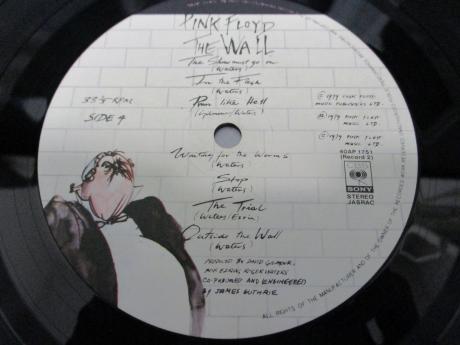 PINK FLOYD
THE WALL
The Show must go on
(Waters)
In the Flesh
(Waters)
Run like Hell
(Gilmour/Waters)
33⅓ RPM
SIDE 4
Waiting for the Worms
(Waters)
Stop
(Waters)
The Trial
(Waters/Ezrin)
Outside the Wall
(Waters)
PRODUCED BY DAVID GILMOUR,
BOB EZRIN, ROGER WATERS
CO-PRODUCED AND ENGINEERED
By JAMES GUTHRIE
Ⓟ 1979 PINK FLOYD
MUSIC PUBLISHERS LTD.
Ⓟ 1979 PINK FLOYD
MUSIC LTD.
© 1979 PINK FLOYD
MUSIC LTD.
40AP 1751
(Record 2)
CBS
SONY
STEREO
JASRAC
ALL RIGHTS OF THE MANUFACTURER AND OF THE OWNER OF THE RECORDED WORK RESERVED